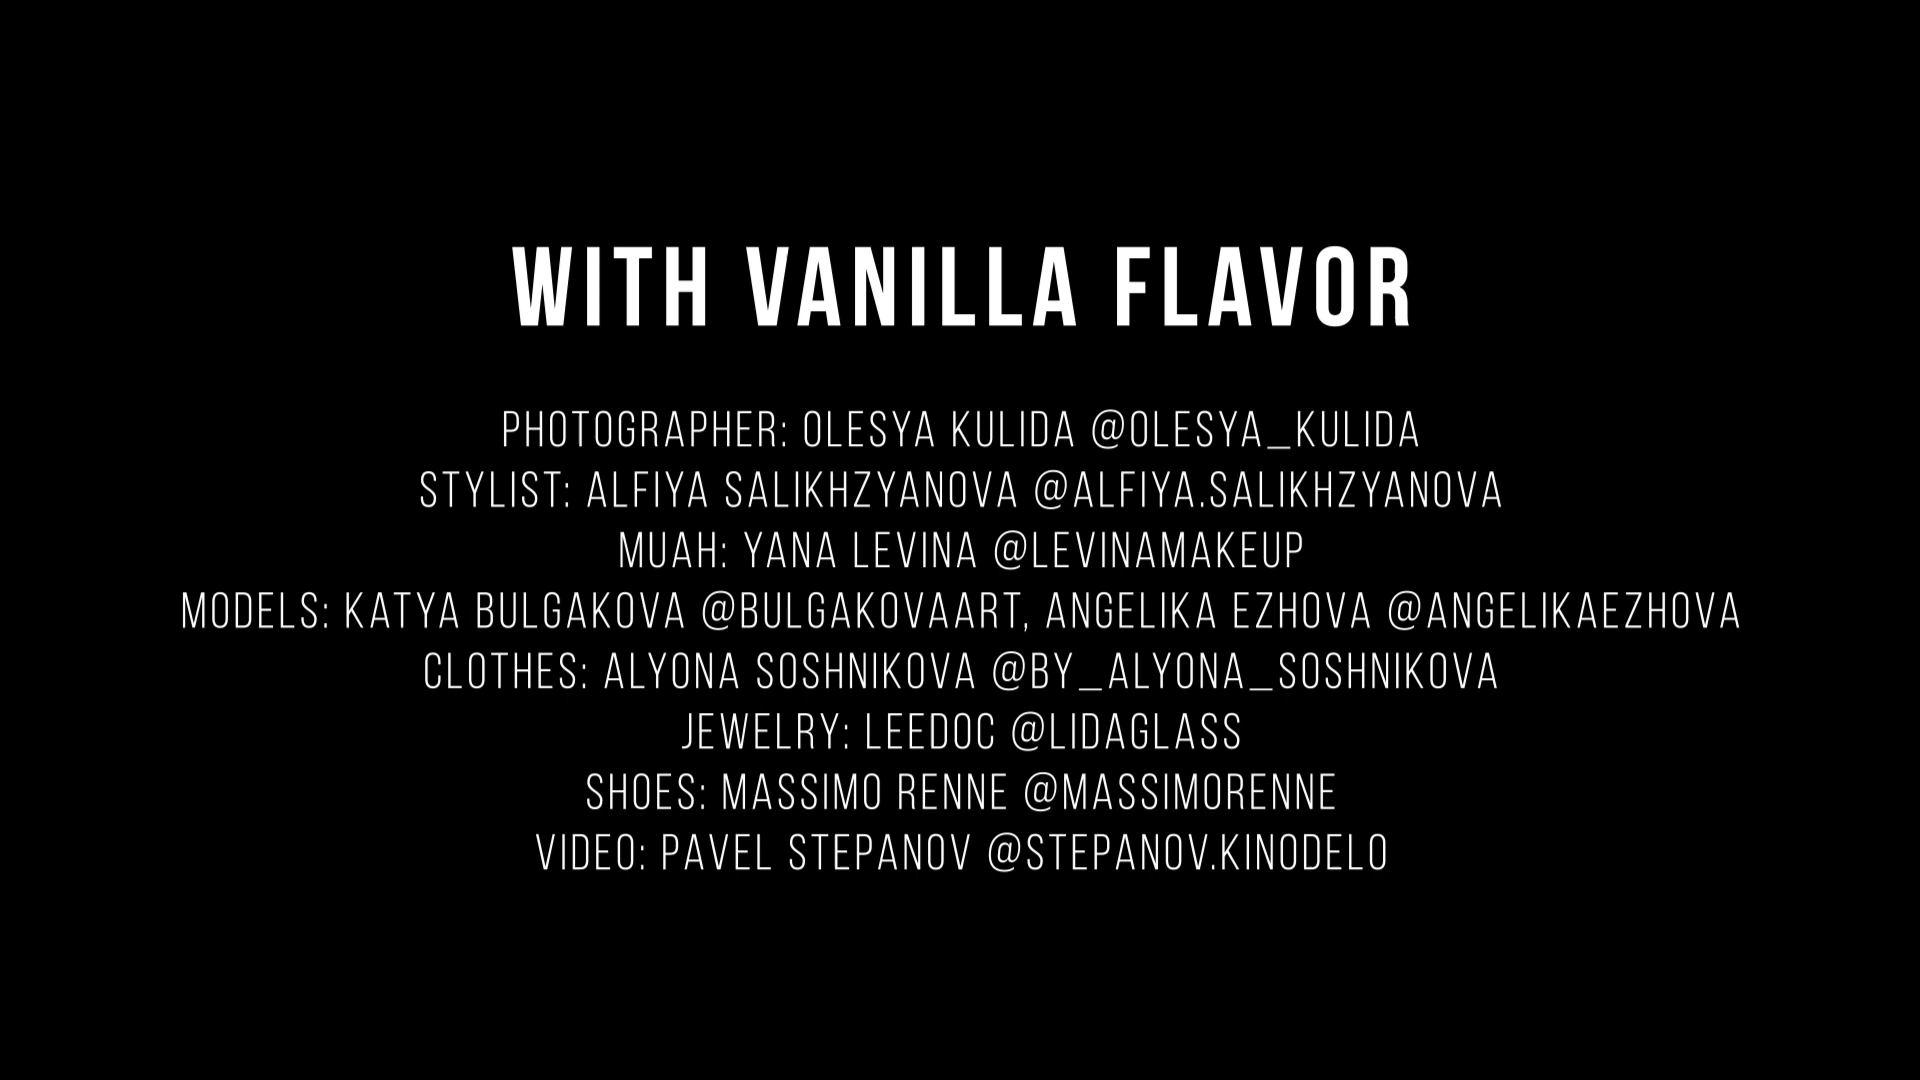 WITH VANILLA FLAVOR
PHOTOGRAPHER: OLESYA KULIDA @OLESYA_KULIDA
STYLIST: ALFIYA SALIKHZYANOVA @ALFIYA.SALIKHZYANOVA
MUAH: YANA LEVINA @LEVINAMAKEUP
MODELS: KATYA BULGAKOVA @BULGAKOVAART, ANGELIKA EZHOVA @ANGELIKAEZHOVA
CLOTHES: ALYONA SOSHNIKOVA @BY_ALYONA_SOSHNIKOVA
JEWELRY: LEEDOC @LIDAGLASS
SHOES: MASSIMO RENNE @MASSIMORENNE
VIDEO: PAVEL STEPANOV @STEPANOV.KINODELO